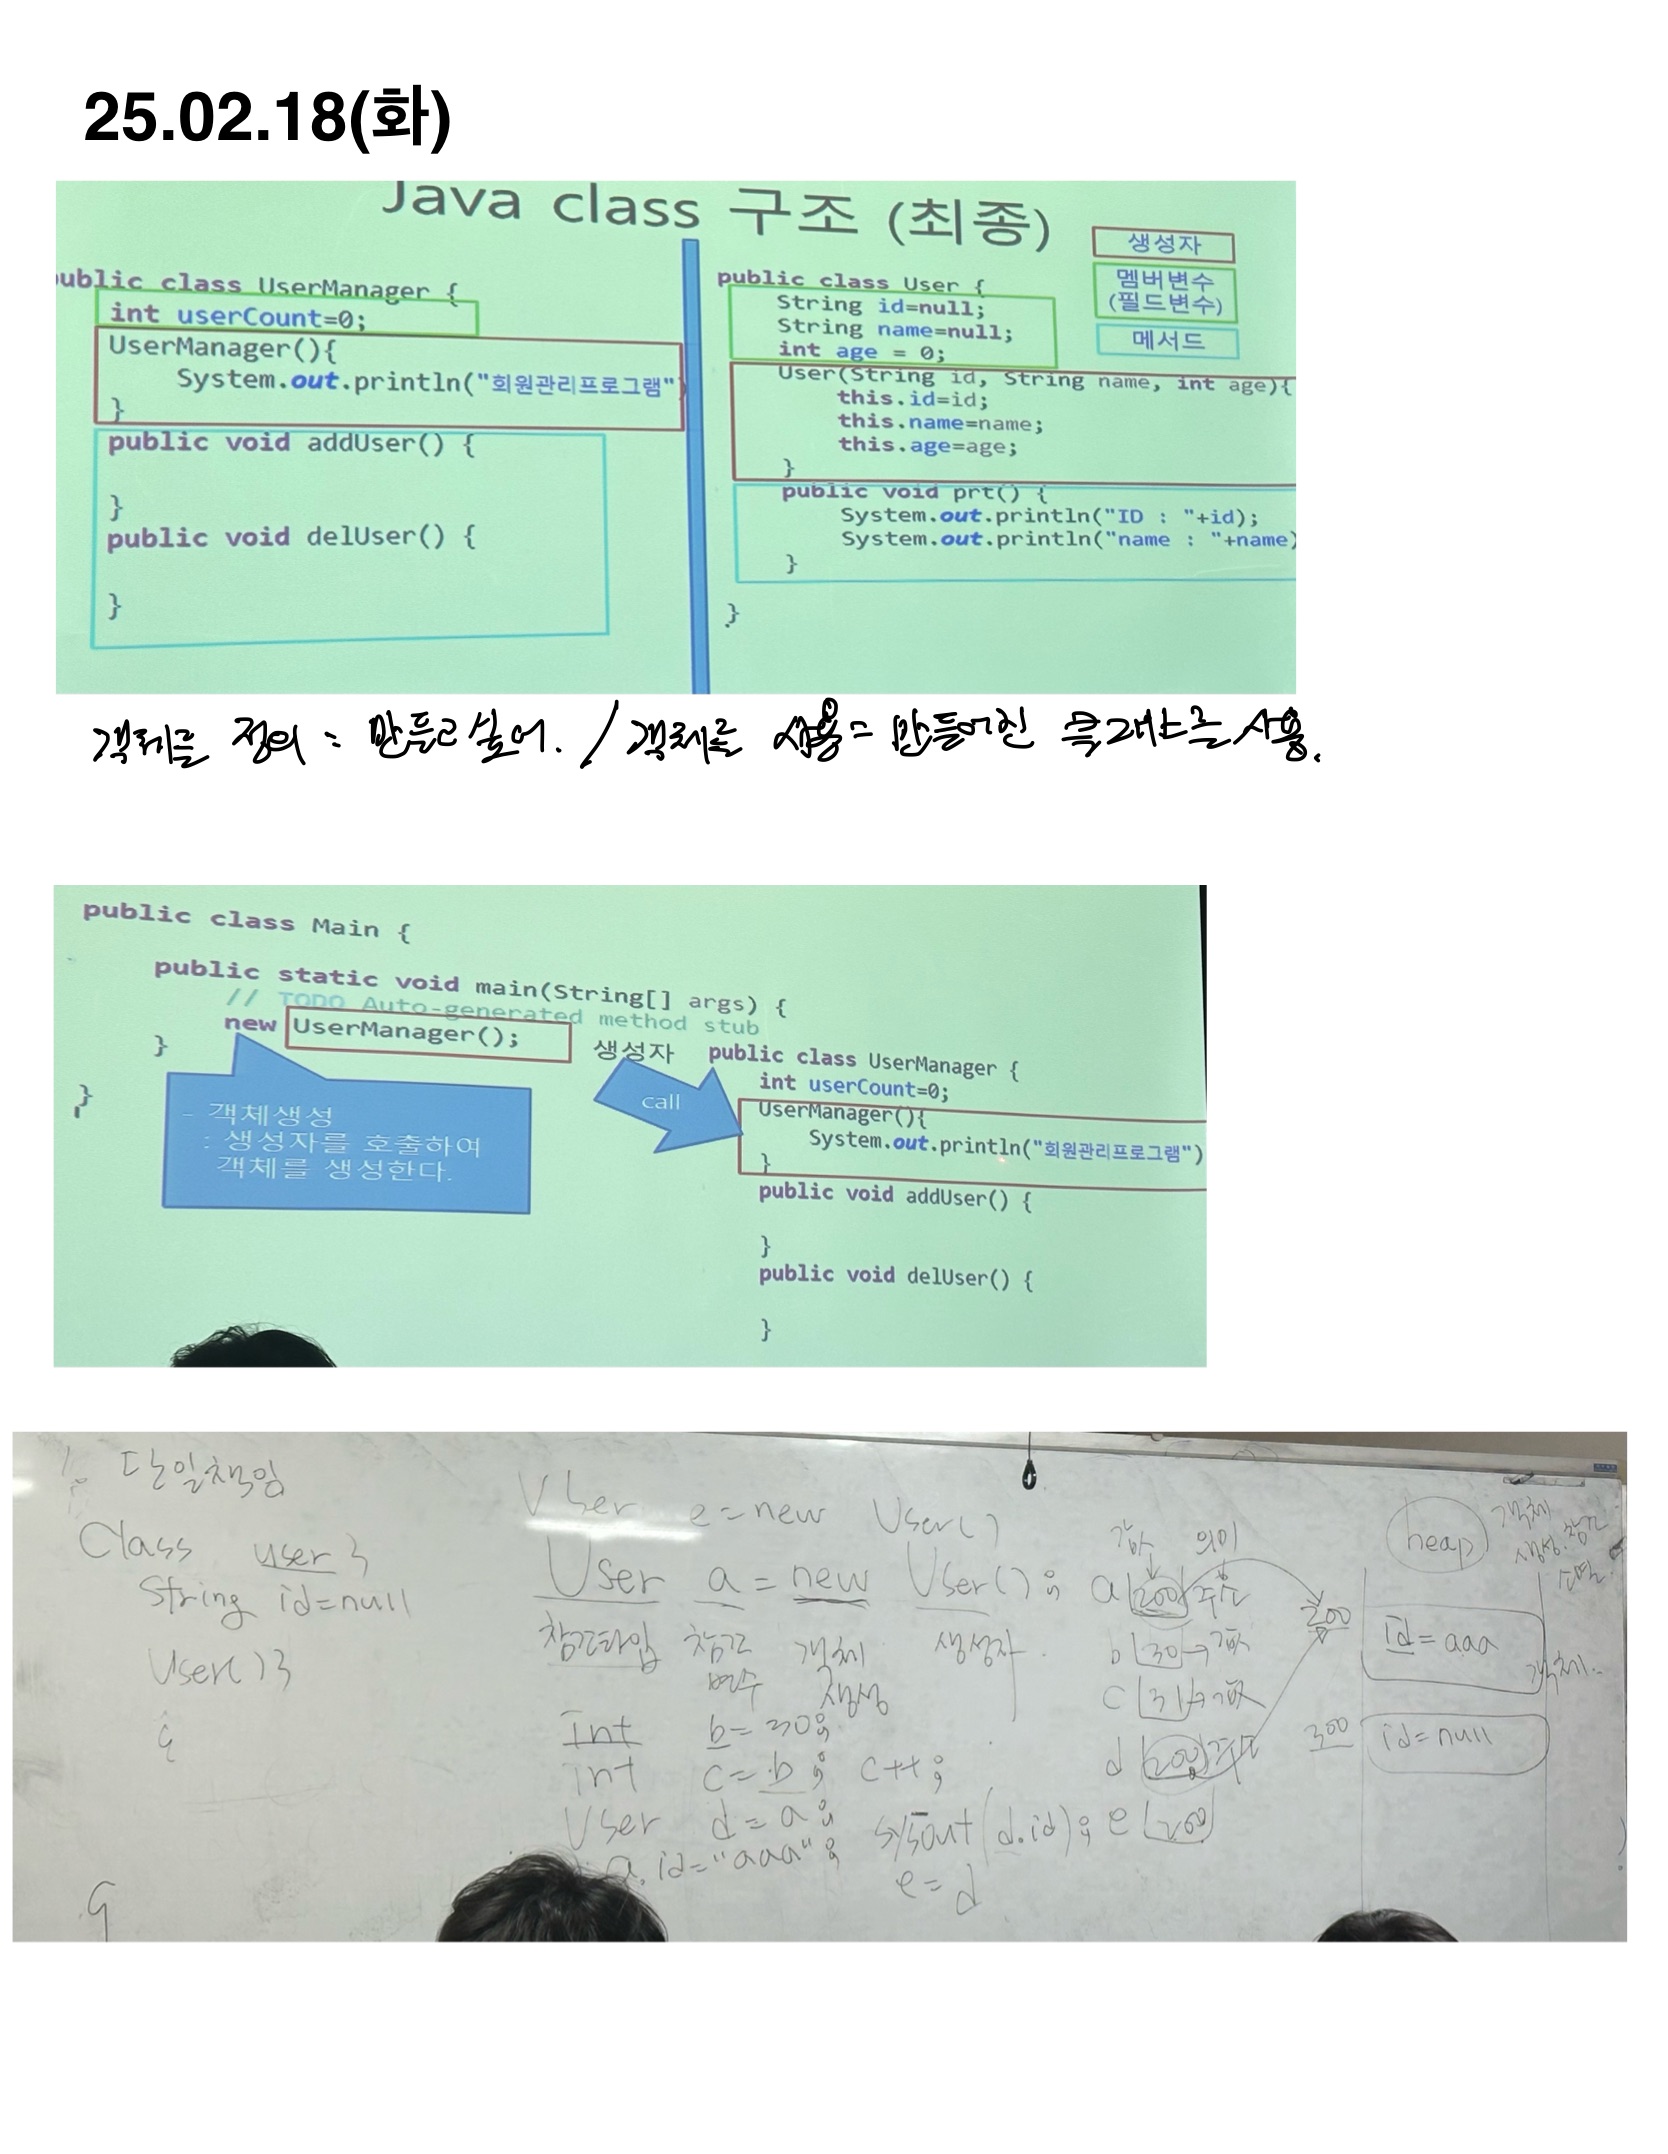 25.02.18(화)
Java class 구조 (최종)
생성자
멤버변수
(필드변수)
메서드
public class UserManager {
int userCount=0;
UserManager(){
System.out.println("회원관리프로그램"
}
public void addUser() {
}
public void delUser() {
}
public class User {
String id=null;
String name=null;
int age = 0;
User(String id, String name, int age){
this.id=id;
this.name=name;
this.age=age;
}
public void prt() {
System.out.println("ID : "+id);
System.out.println("name : "+name)
}
}
객체를 정의 = 만들고 싶어. / 객체를 사용 = 만들어진 클래스를 사용.
public class Main {
public static void main(String[] args) {
// TODO Auto-generated method stub
new UserManager();
}
}
생성자
call
- 객체생성
: 생성자를 호출하여
객체를 생성한다.
public class UserManager {
int userCount=0;
UserManager(){
System.out.println("회원관리프로그램")
}
public void addUser() {
}
public void delUser() {
}
1. 단일책임
Class user {
String id=null
User() {
User e = new User()
User a = new User();
참조타입 참조 객체 생성자
변수 생성
Int b = 30;
int c = b; c++;
User d = a; sysout(d.id);
a.id="aaa";
e = d
값 의미
a 200 주소
b 30 → 값
c 31 → 값
d 200 주소
e 200
heap
객체
생성.참조
소멸.
200
id = aaa
객체.
300
id = null